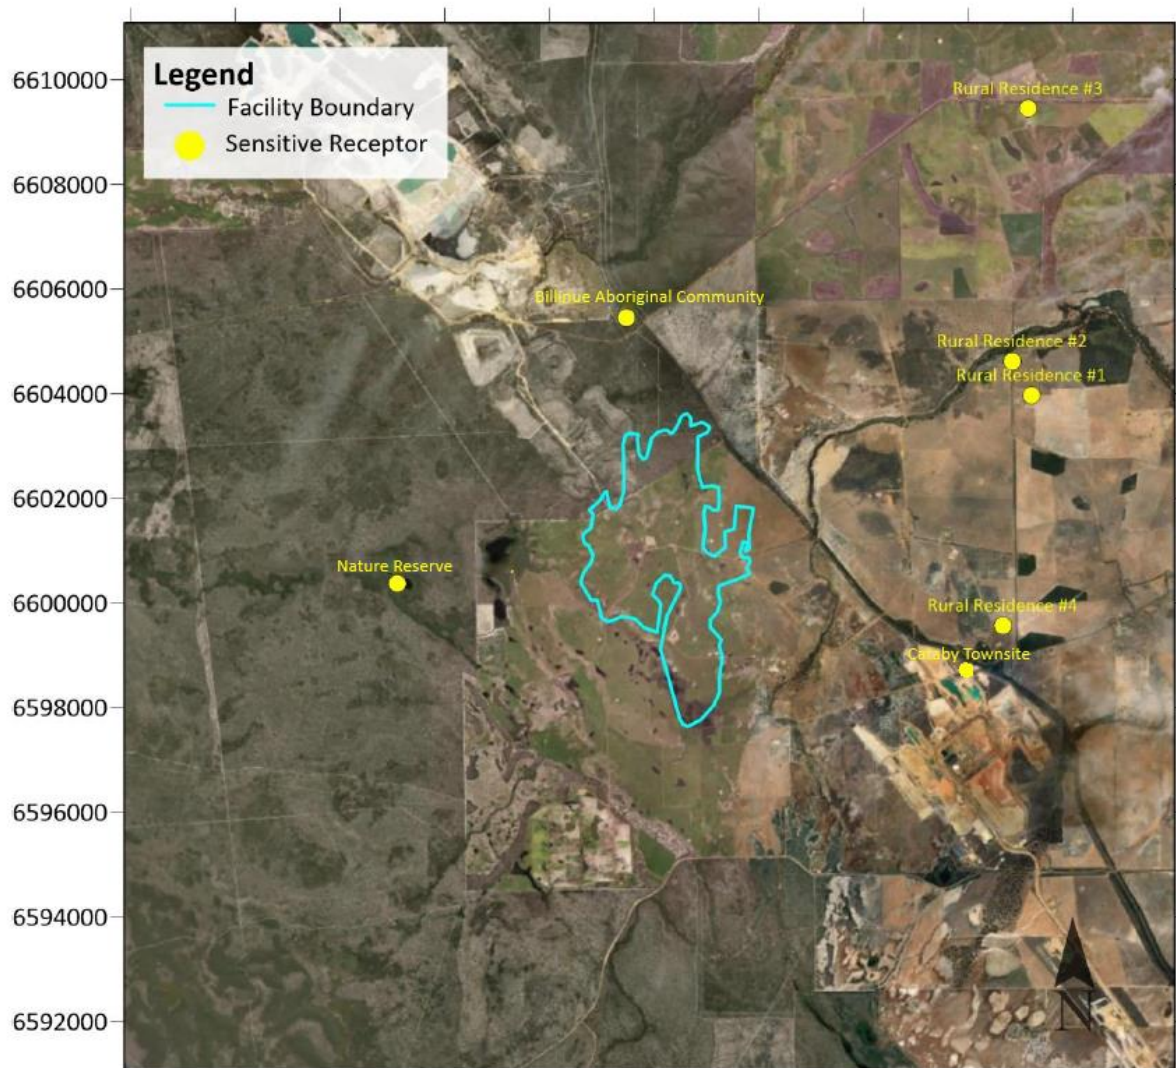 Legend
Facility Boundary
Sensitive Receptor
6610000
6608000
6606000
6604000
6602000
6600000
6598000
6596000
6594000
6592000
Rural Residence #3
Billinue Aboriginal Community
Rural Residence #2
Rural Residence #1
Nature Reserve
Rural Residence #4
Cataby Townsite
N